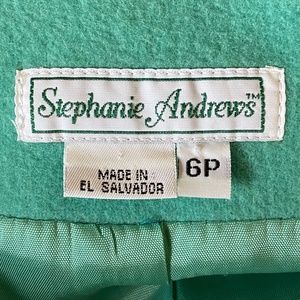 Stephanie Andrews™
MADE IN
EL SALVADOR
6P